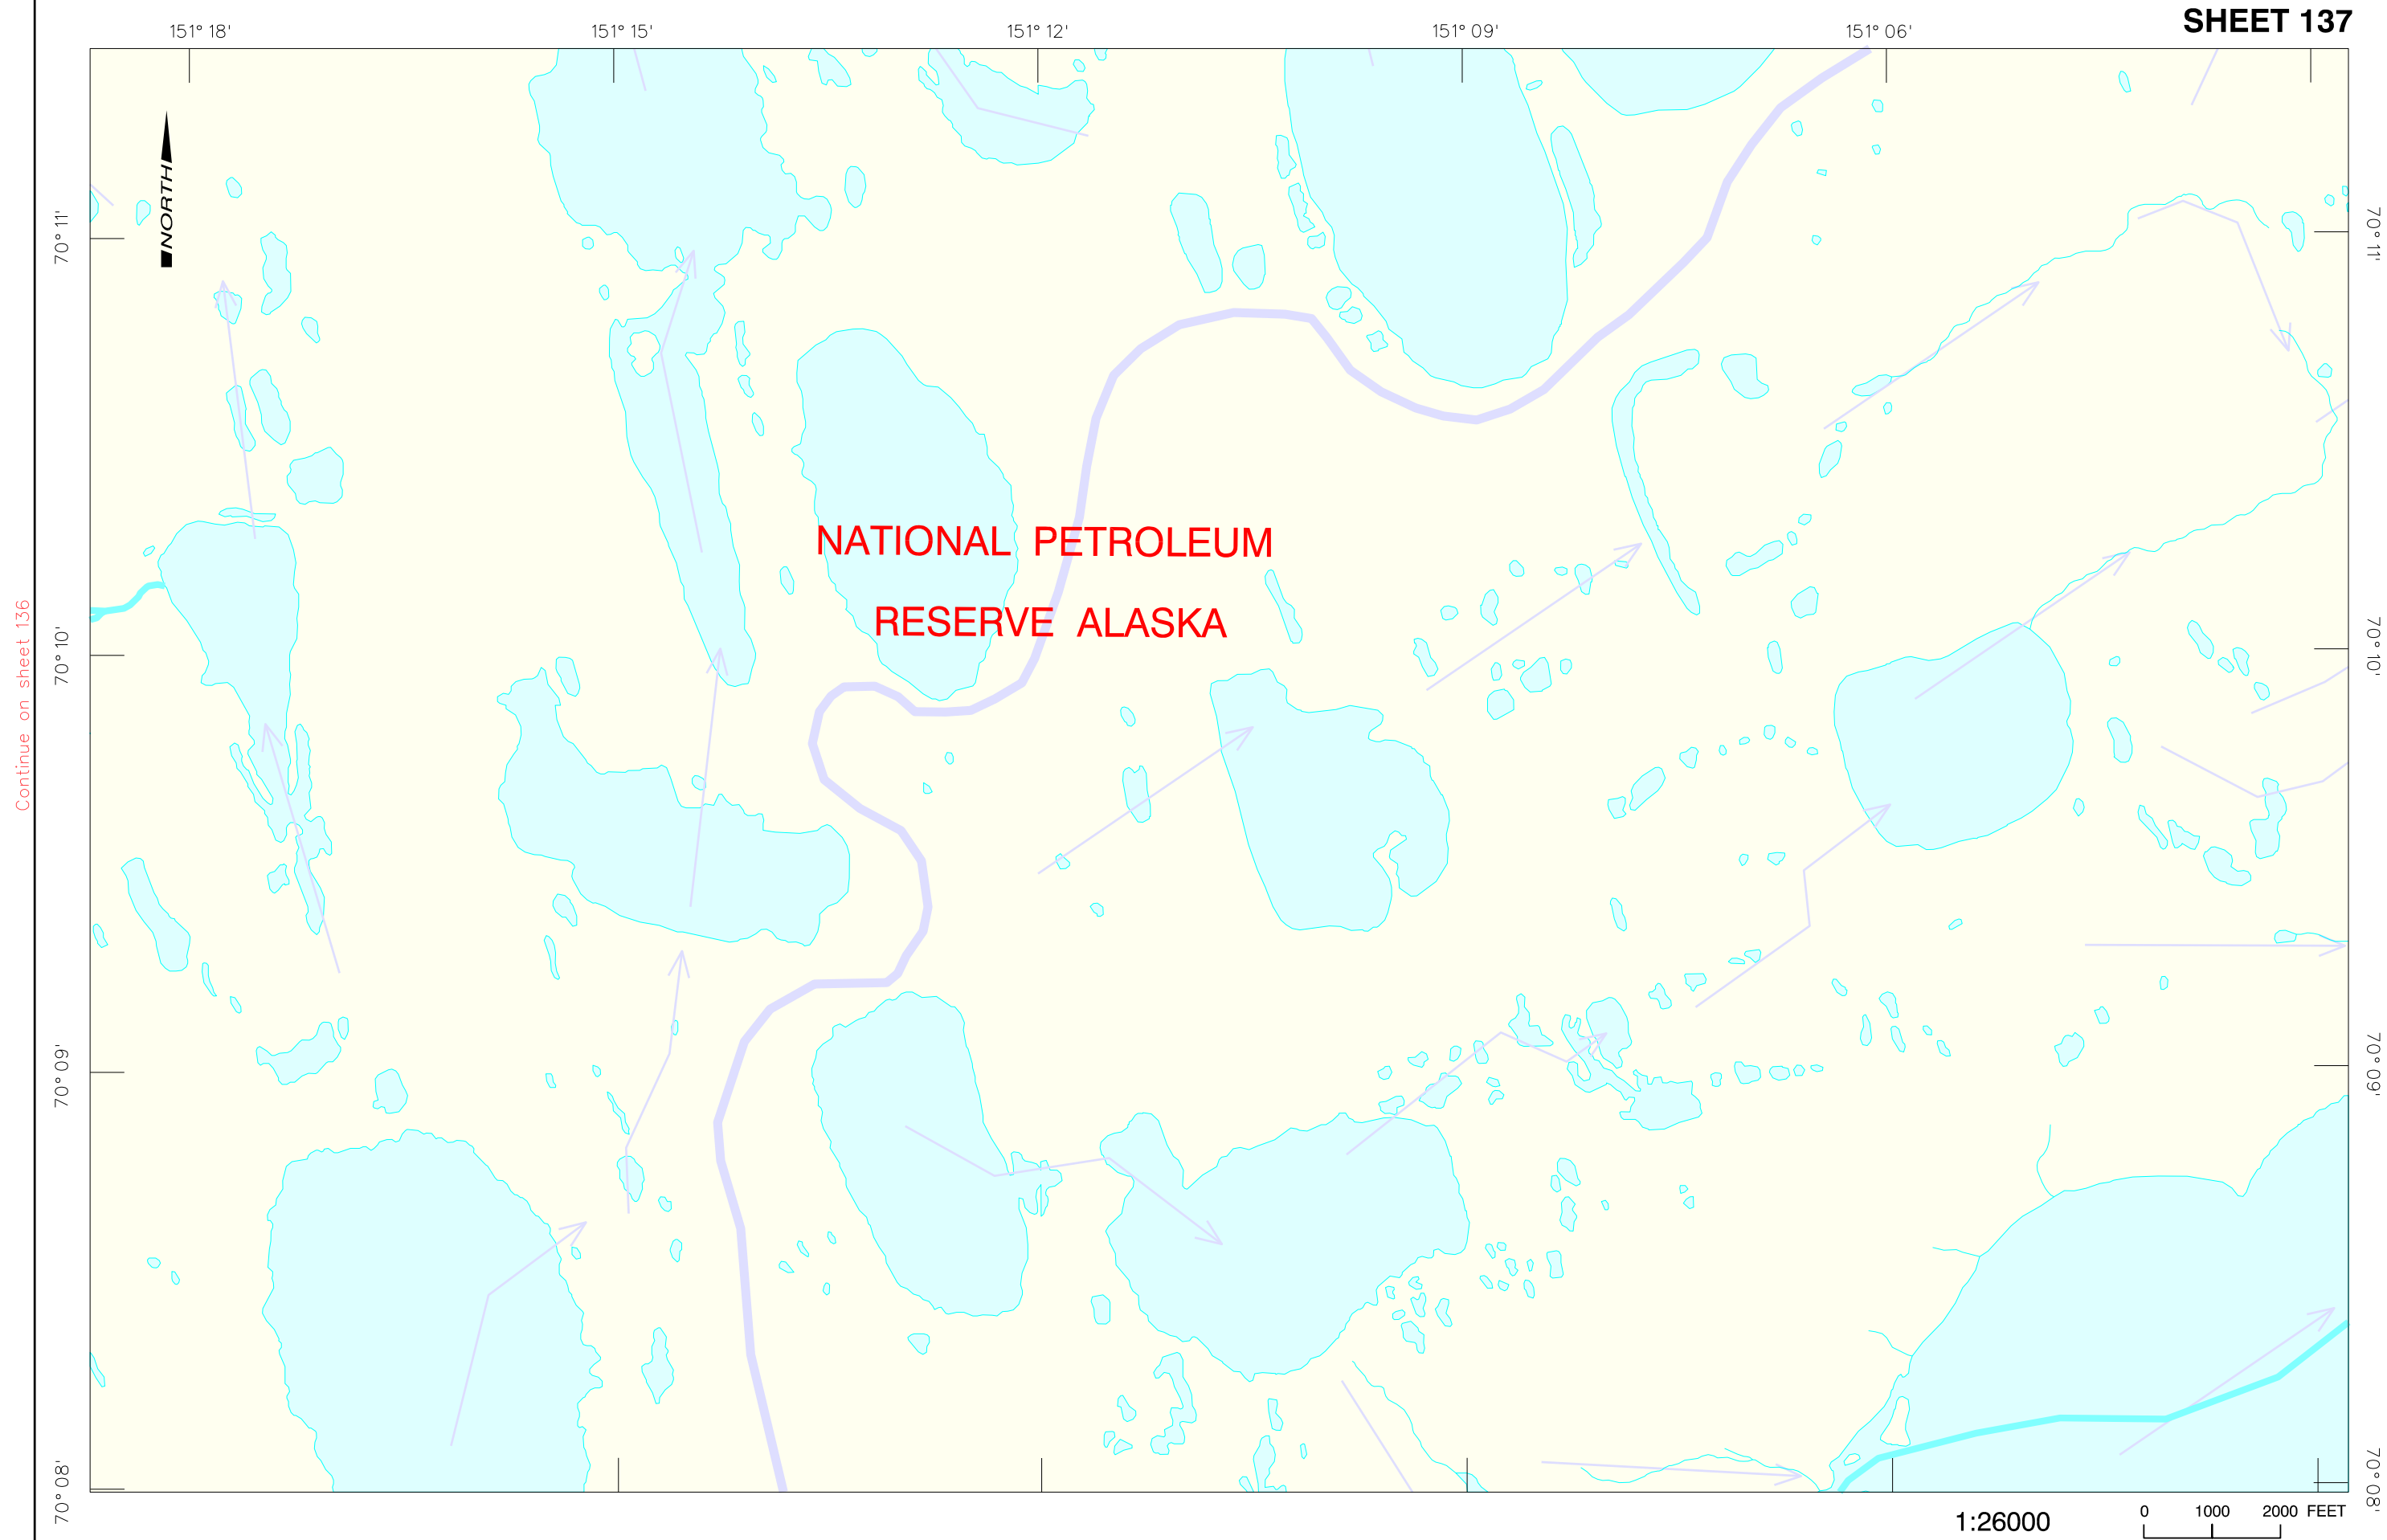 SHEET 137
151° 18' 151° 15' 151° 12' 151° 09' 151° 06'
NORTH
70° 11' 70° 11'
NATIONAL PETROLEUM
RESERVE ALASKA
Continue on sheet 136
70° 10' 70° 10'
70° 09' 70° 09'
70° 08' 70° 08'
1:26000
0 1000 2000 FEET